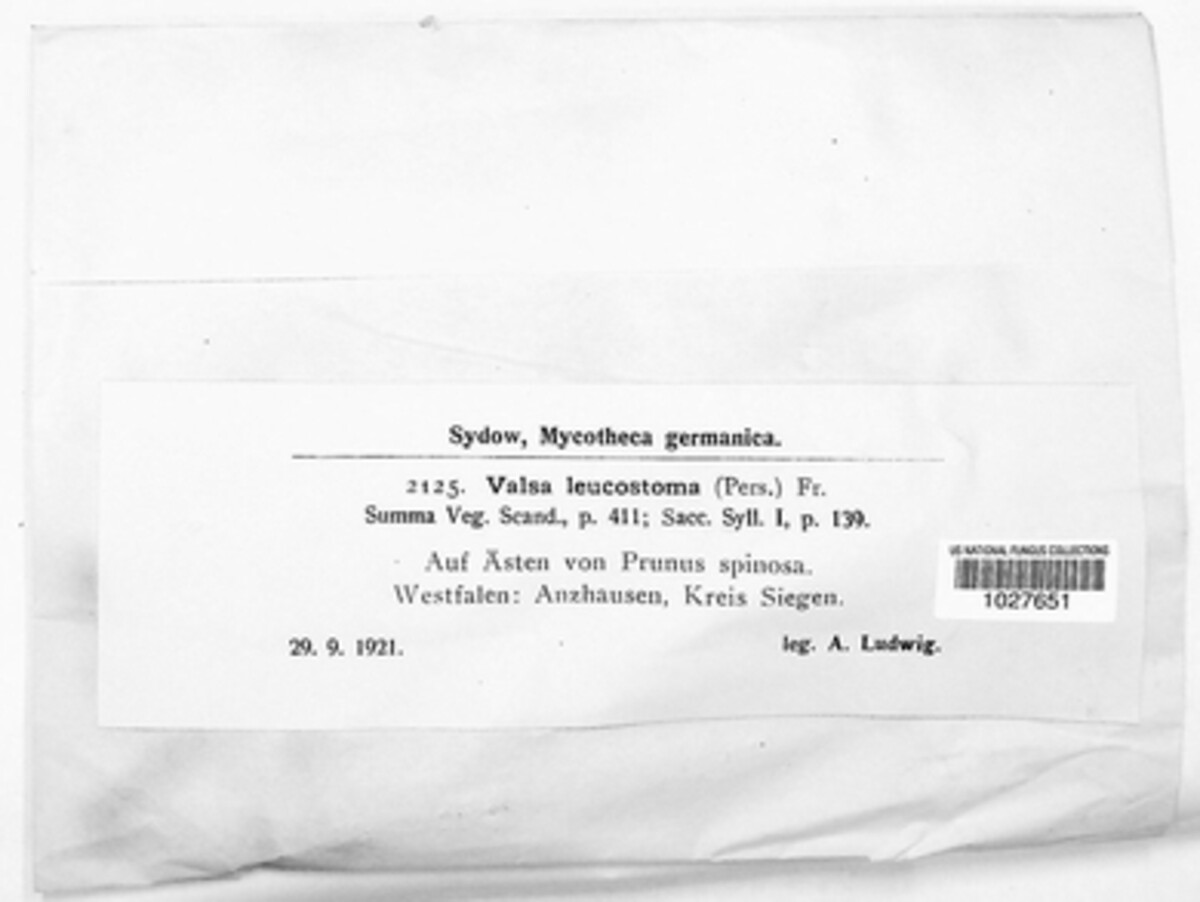 Sydow, Mycotheca germanica.
2125. Valsa leucostoma (Pers.) Fr.
Summa Veg. Scand., p. 411; Sacc. Syll. I, p. 139.
Auf Ästen von Prunus spinosa.
Westfalen: Anzhausen, Kreis Siegen.
29. 9. 1921. leg. A. Ludwig.
US NATIONAL FUNGUS COLLECTIONS
1027651